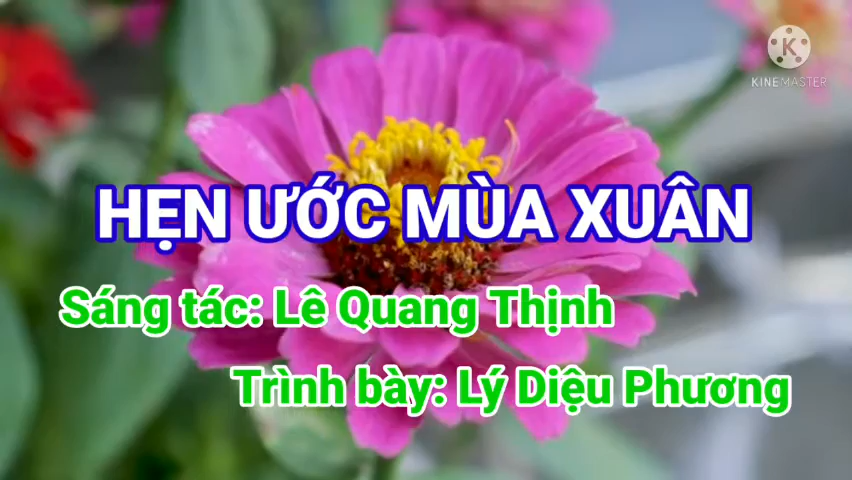 KINEMASTER
HẸN ƯỚC MÙA XUÂN
Sáng tác: Lê Quang Thịnh
Trình bày: Lý Diệu Phương